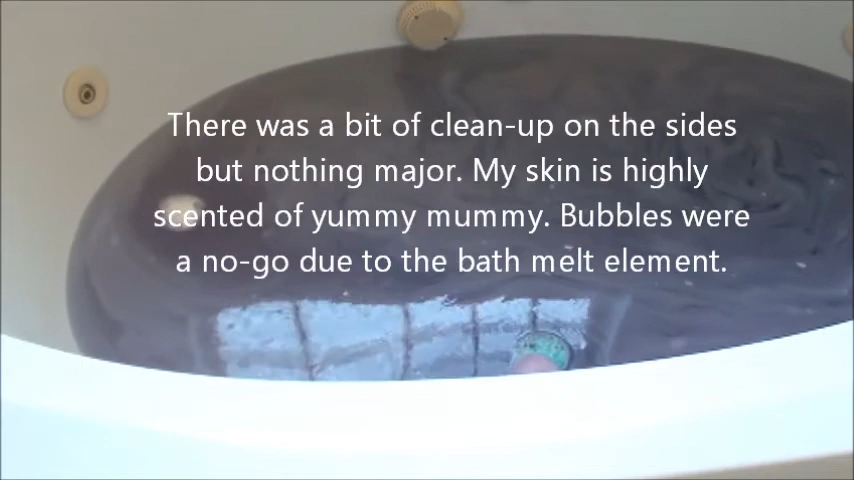 There was a bit of clean-up on the sides
but nothing major. My skin is highly
scented of yummy mummy. Bubbles were
a no-go due to the bath melt element.